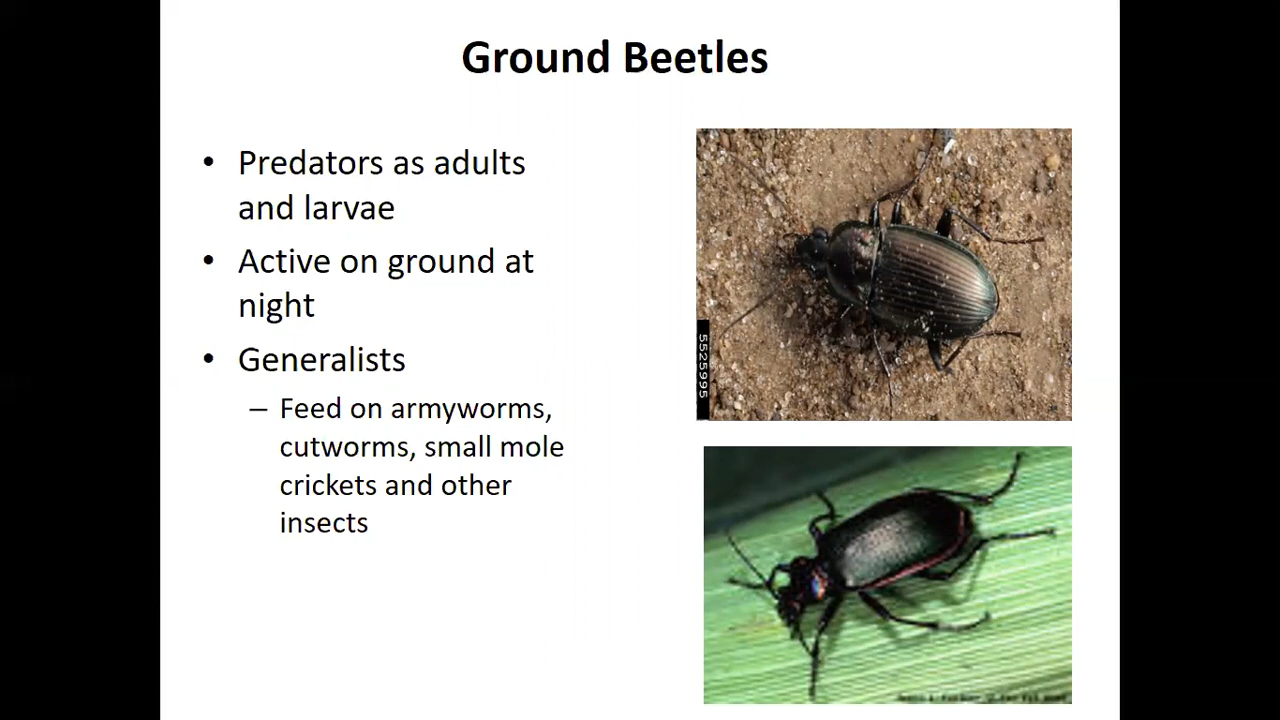 Ground Beetles
• Predators as adults
and larvae
• Active on ground at
night
• Generalists
– Feed on armyworms,
cutworms, small mole
crickets and other
insects
5525995